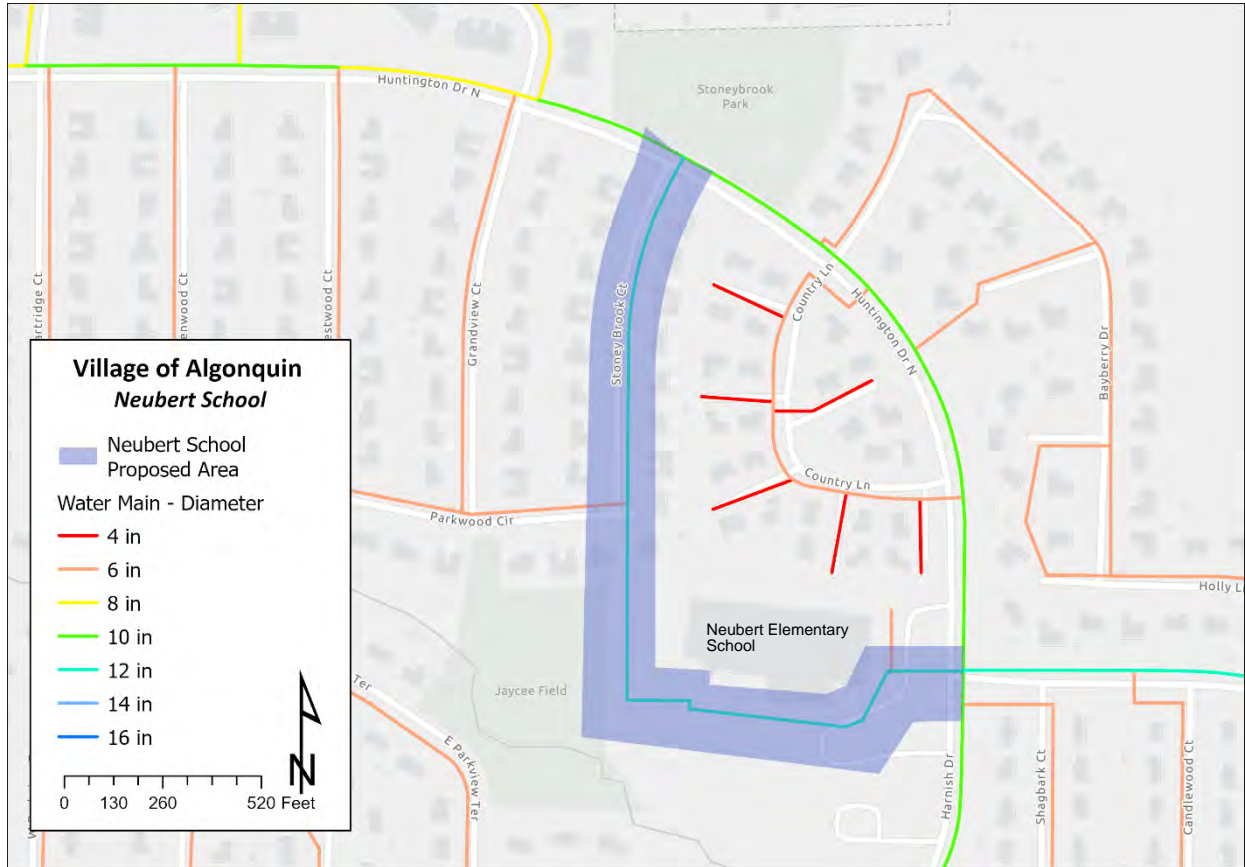 Huntington Dr N
Stoneybrook
Park
Country Ln
Huntington Dr N
Grandview Ct
Stoney Brook Ct
Bayberry Dr
Village of Algonquin
Neubert School
Neubert School
Proposed Area
Water Main - Diameter
4 in
6 in
8 in
10 in
12 in
14 in
16 in
N
0 130 260 520 Feet
Country Ln
Parkwood Cir
Holly Ln
Neubert Elementary
School
Jaycee Field
Ter
E Parkview Ter
Harnish Dr
Shagbark Ct
Candlewood Ct